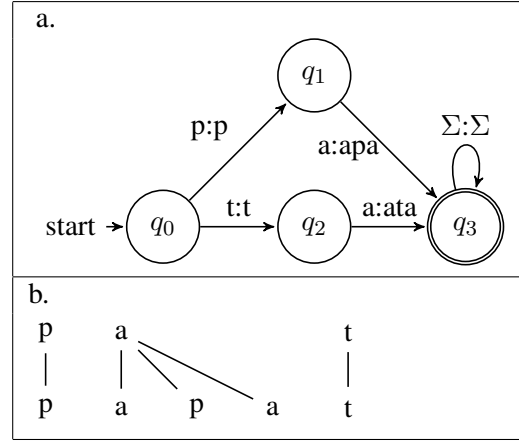 a.
q1
p:p
a:apa
Σ:Σ
start q0 t:t q2 a:ata q3
b.
p a t
p a p a t